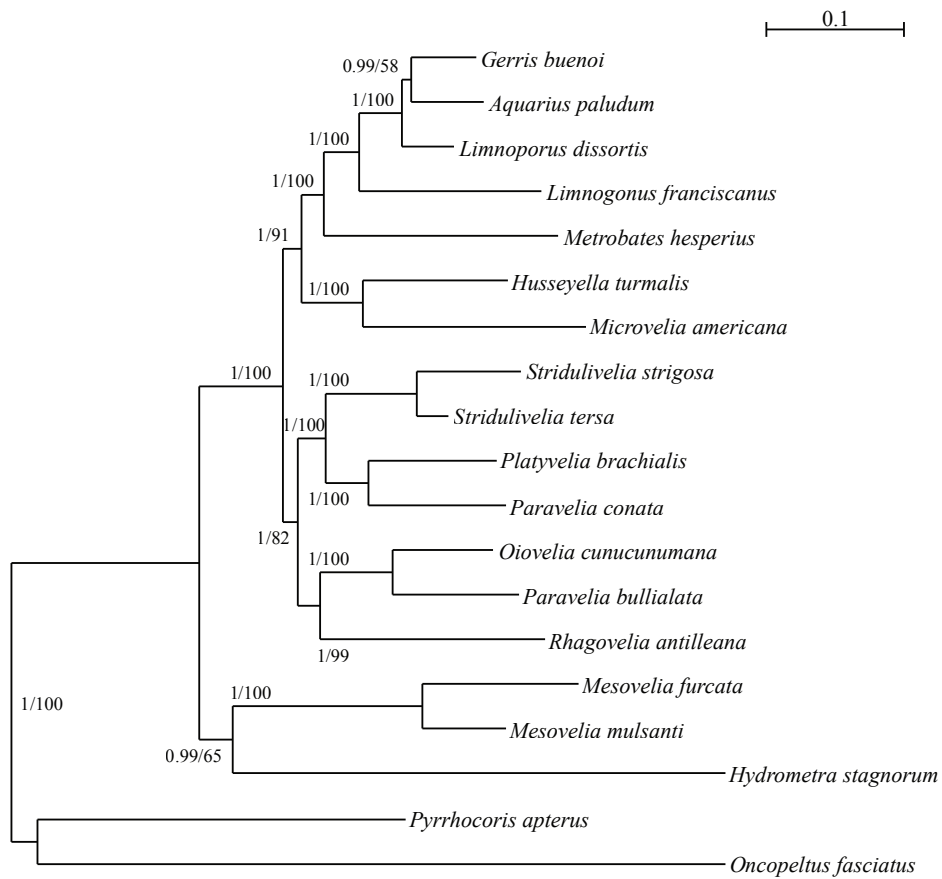 0.1
0.99/58
Gerris buenoi
1/100
Aquarius paludum
1/100
Limnoporus dissortis
1/100
Limnogonus franciscanus
1/91
Metrobates hesperius
1/100
Husseyella turmalis
Microvelia americana
1/100
1/100
Stridulivelia strigosa
1/100
Stridulivelia tersa
Platyvelia brachialis
1/100
Paravelia conata
1/82
1/100
Oiovelia cunucunumana
Paravelia bullialata
Rhagovelia antilleana
1/99
1/100
Mesovelia furcata
1/100
Mesovelia mulsanti
0.99/65
Hydrometra stagnorum
Pyrrhocoris apterus
Oncopeltus fasciatus